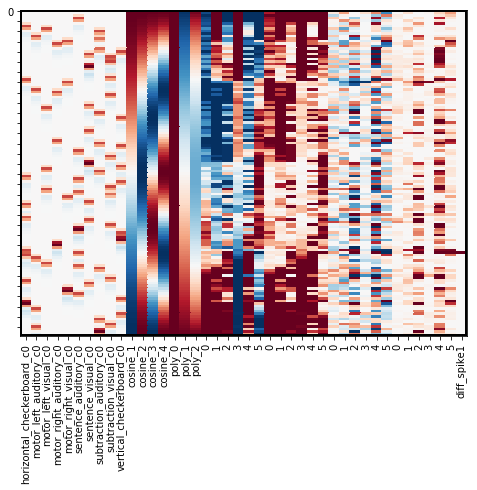 0
horizontal_checkerboard_c0
motor_left_auditory_c0
motor_left_visual_c0
motor_right_auditory_c0
motor_right_visual_c0
sentence_auditory_c0
sentence_visual_c0
subtraction_auditory_c0
subtraction_visual_c0
vertical_checkerboard_c0
cosine_1
cosine_2
cosine_3
cosine_4
poly_0
poly_1
poly_2
0
1
2
3
4
5
0
1
2
3
4
5
0
1
2
3
4
5
0
1
2
3
4
5
diff_spike1